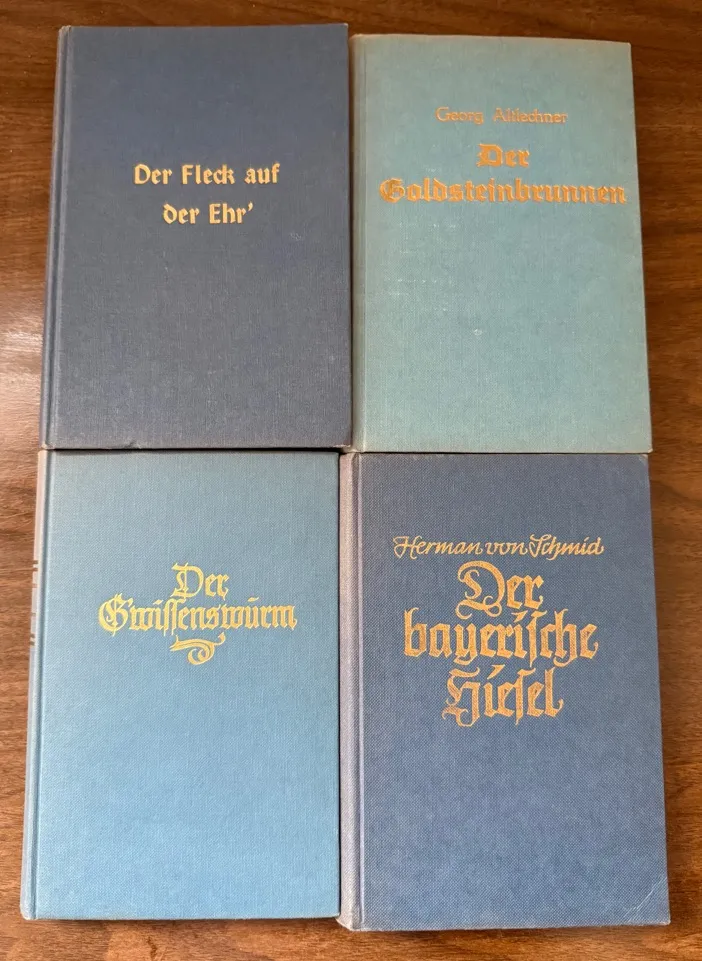 Der Fleck auf
der Ehr'
Georg Altlechner
Der
Goldsteinbrunnen
Der
Gwiſſenswurm
Herman von Schmid
Der
bayeriſche
Hieſel